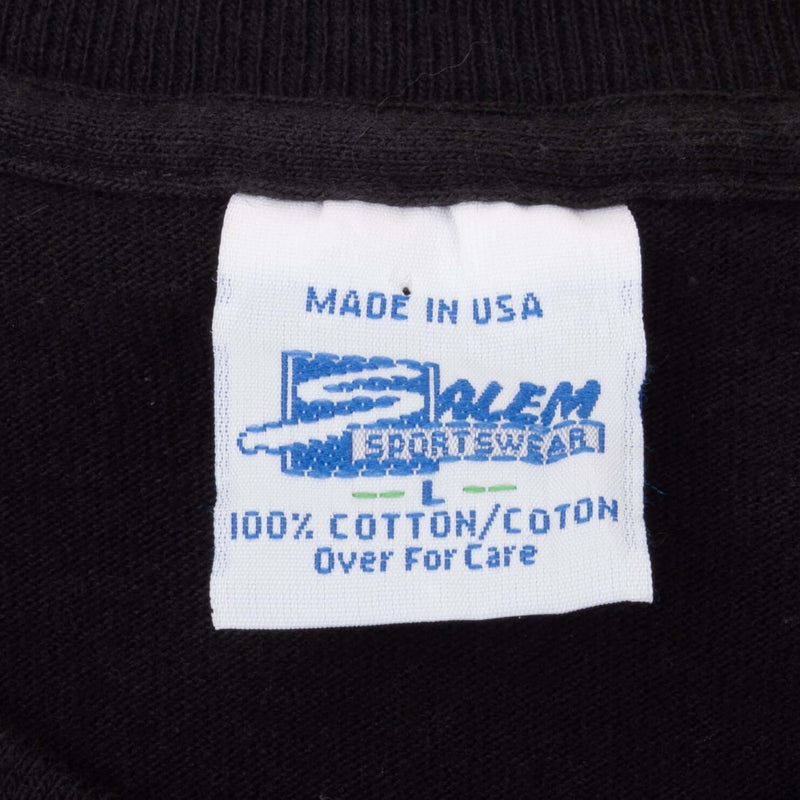 MADE IN USA
SALEM
SPORTSWEAR
L
100% COTTON/COTON
Over For Care